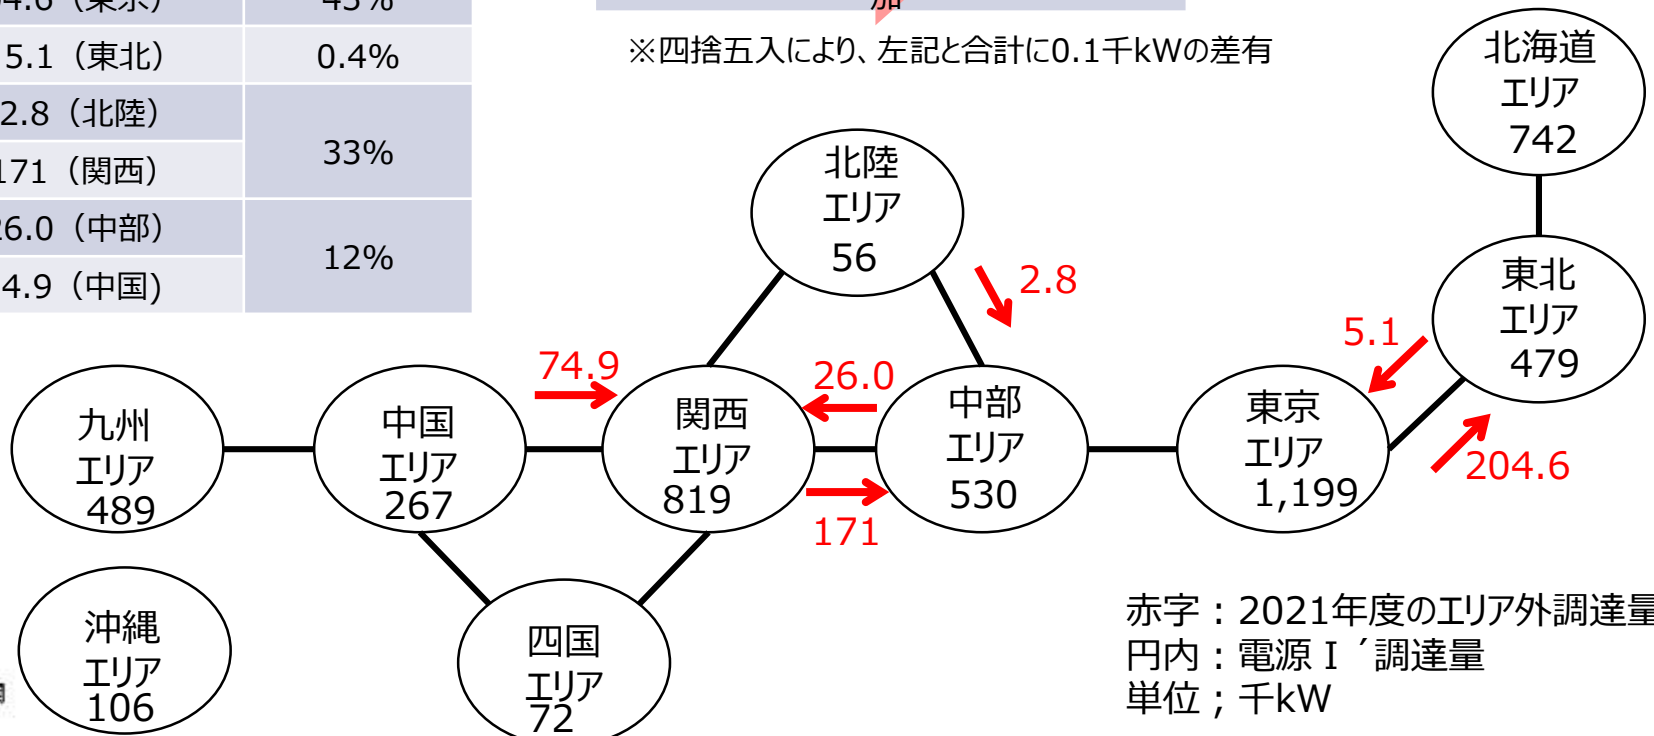 04.6（東京）
43%
5.1（東北）
0.4%
2.8（北陸）
171（関西）
33%
26.0（中部）
4.9（中国)
12%
加
※四捨五入により、左記と合計に0.1千kWの差有
北海道
エリア
742
北陸
エリア
56
2.8
東北
エリア
479
5.1
204.6
74.9
26.0
171
九州
エリア
489
中国
エリア
267
関西
エリア
819
中部
エリア
530
東京
エリア
1,199
沖縄
エリア
106
四国
エリア
72
赤字：2021年度のエリア外調達量
円内：電源Ⅰ´調達量
単位；千kW